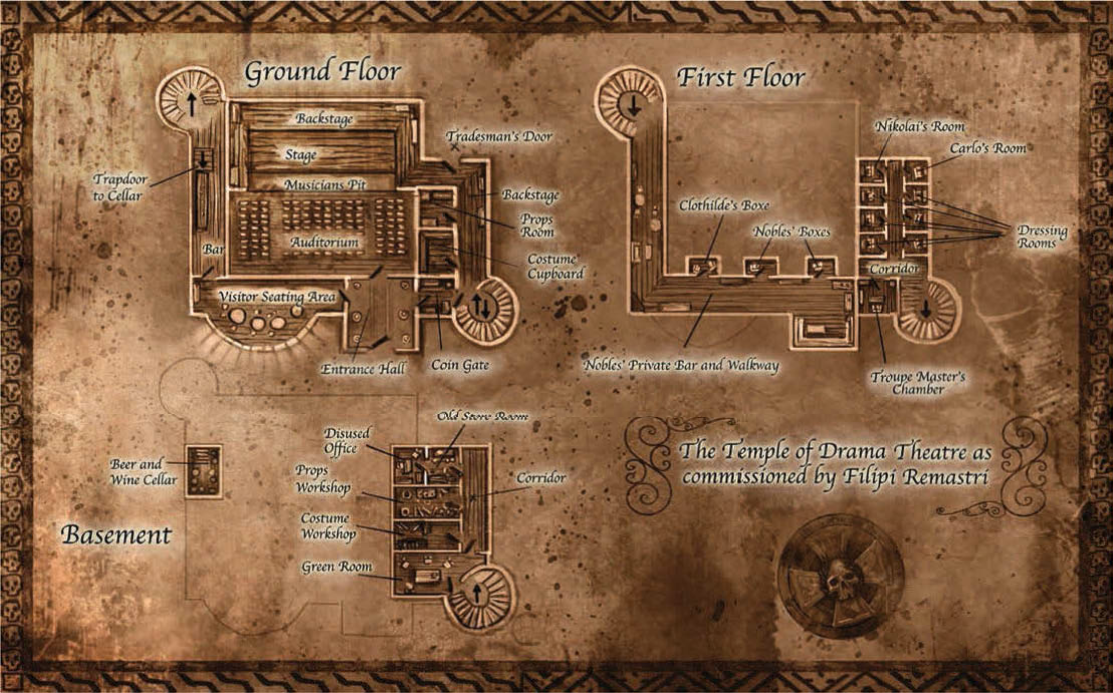 Ground Floor
Backstage
Stage
Musicians Pit
Auditorium
Trapdoor
to Cellar
Bar
Visitor Seating Area
Entrance Hall
Coin Gate
Tradesman's Door
Backstage
Props
Room
Costume
Cupboard
First Floor
Nikolai's Room
Carlo's Room
Clothilde's Boxe
Nobles' Boxes
Dressing
Rooms
Corridor
Nobles' Private Bar and Walkway
Troupe Master's
Chamber
Basement
Beer and
Wine Cellar
Disused
Office
Old Store Room
Props
Workshop
Corridor
Costume
Workshop
Green Room
The Temple of Drama Theatre as
commissioned by Filipi Remastri